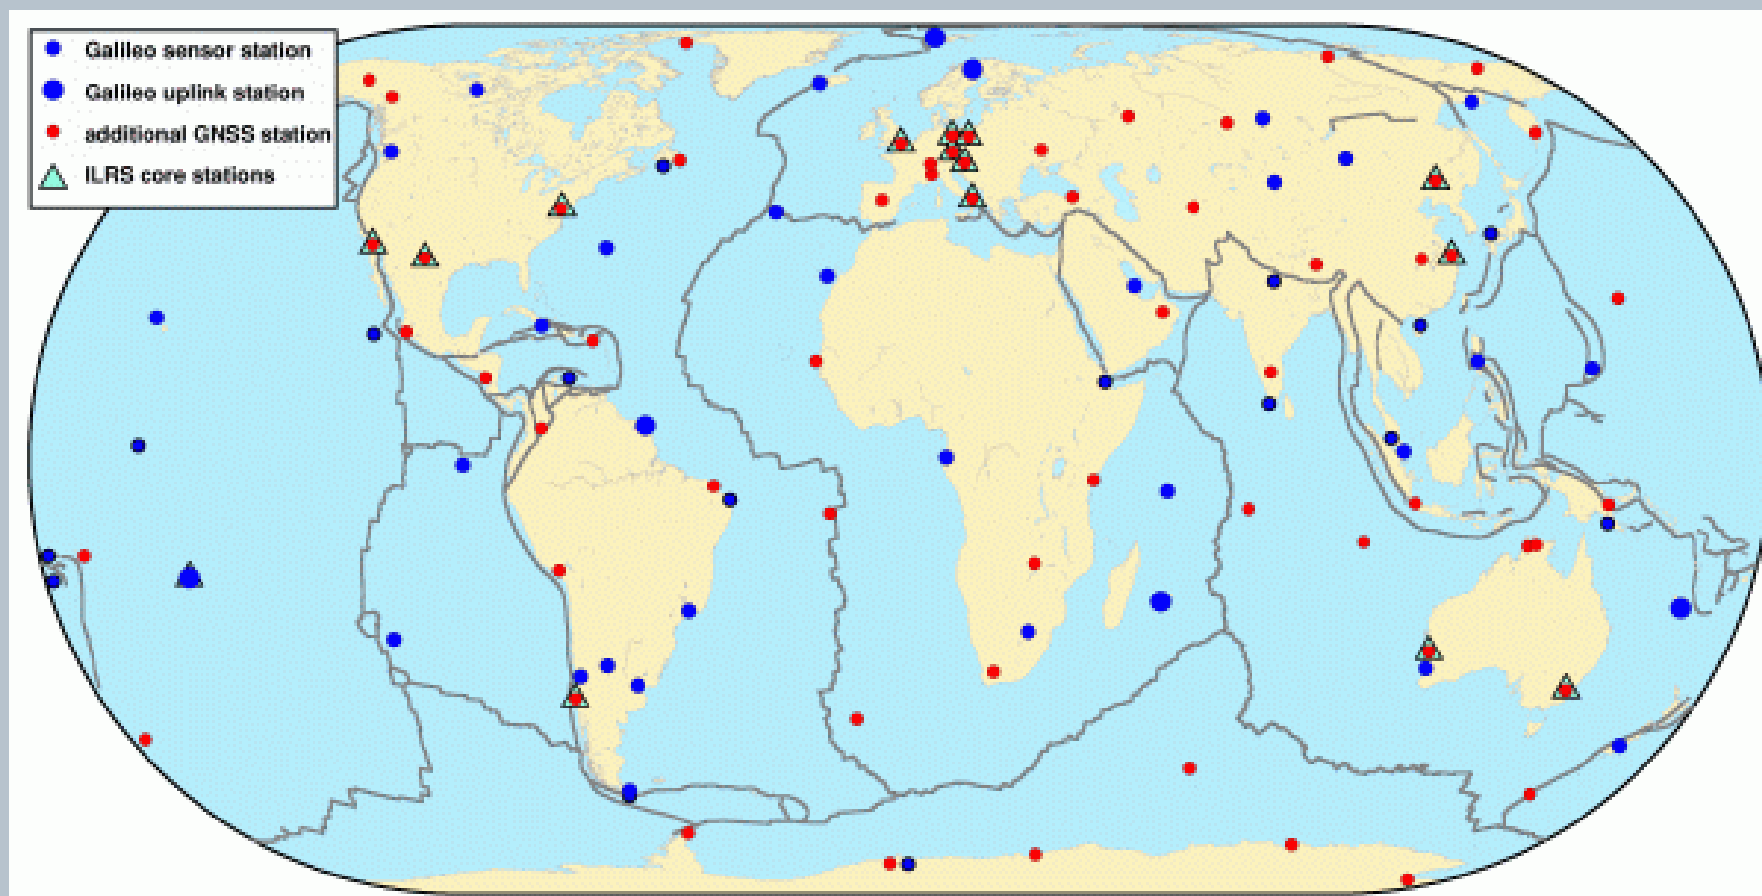 Galileo sensor station
Galileo uplink station
additional GNSS station
ILRS core stations